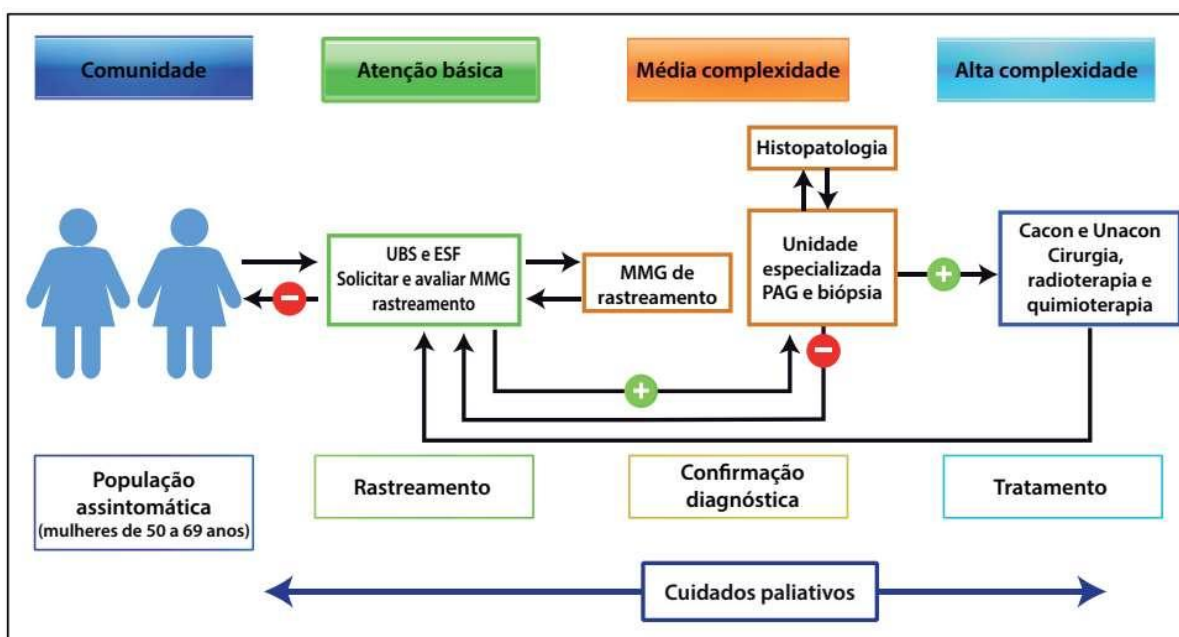 Comunidade
Atenção básica
Média complexidade
Alta complexidade
Histopatologia
UBS e ESF
Solicitar e avaliar MMG
rastreamento
MMG de
rastreamento
Unidade
especializada
PAG e biópsia
Cacon e Unacon
Cirurgia,
radioterapia e
quimioterapia
−
+
−
+
População
assintomática
(mulheres de 50 a 69 anos)
Rastreamento
Confirmação
diagnóstica
Tratamento
Cuidados paliativos